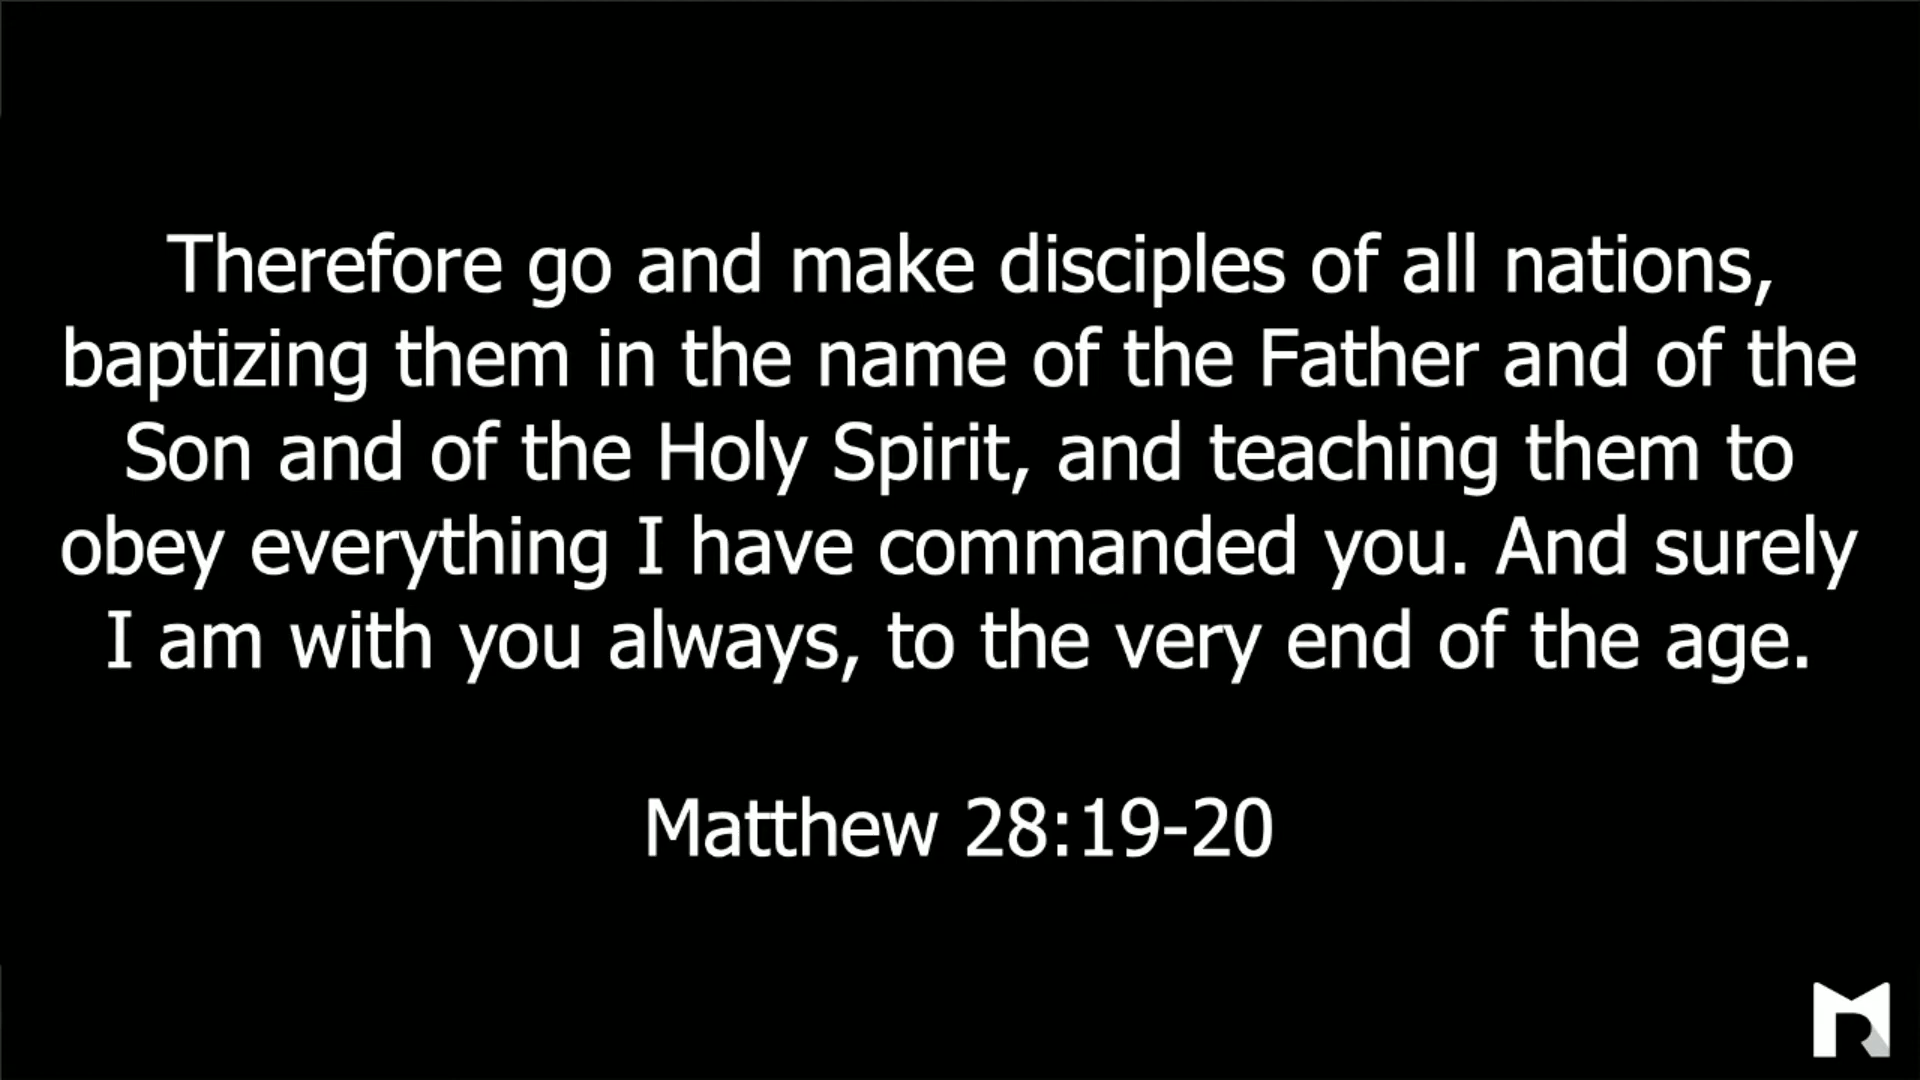 Therefore go and make disciples of all nations,
baptizing them in the name of the Father and of the
Son and of the Holy Spirit, and teaching them to
obey everything I have commanded you. And surely
I am with you always, to the very end of the age.
Matthew 28:19-20